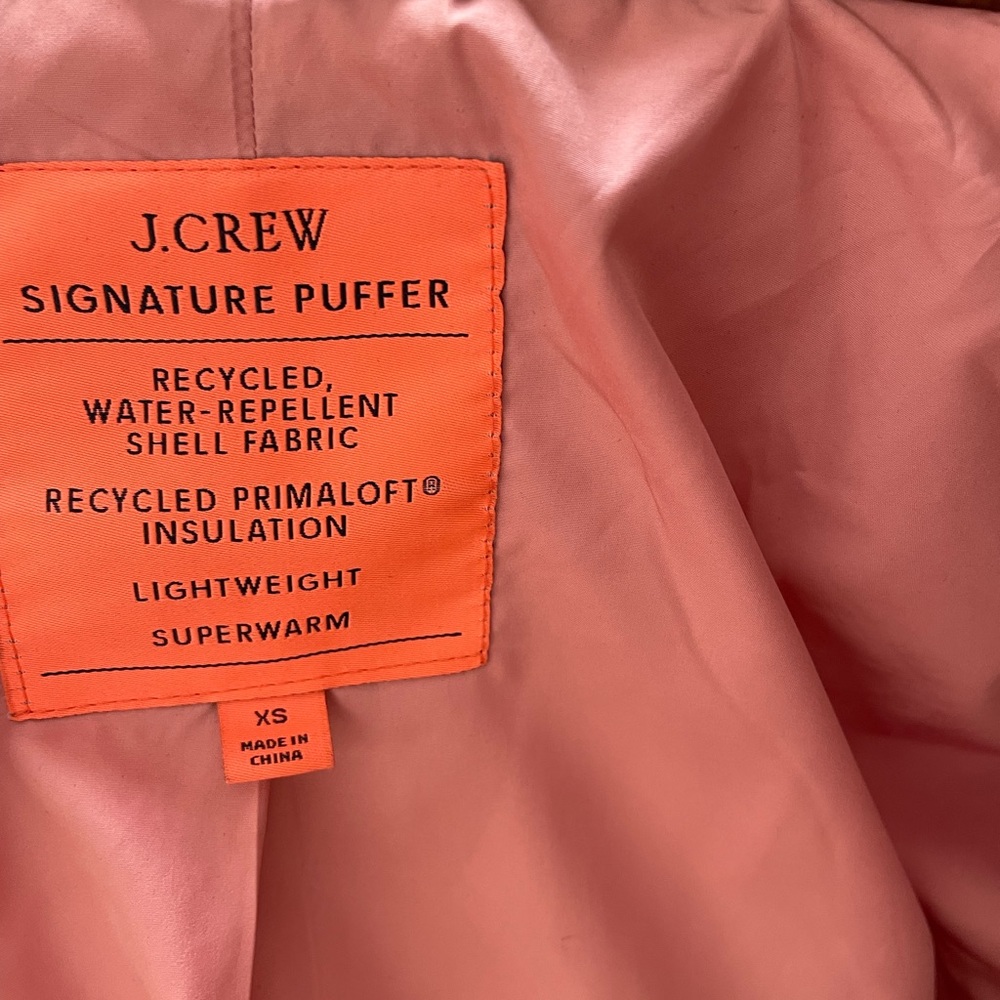 J.CREW
SIGNATURE PUFFER
RECYCLED,
WATER-REPELLENT
SHELL FABRIC
RECYCLED PRIMALOFT®
INSULATION
LIGHTWEIGHT
SUPERWARM
XS
MADE IN
CHINA